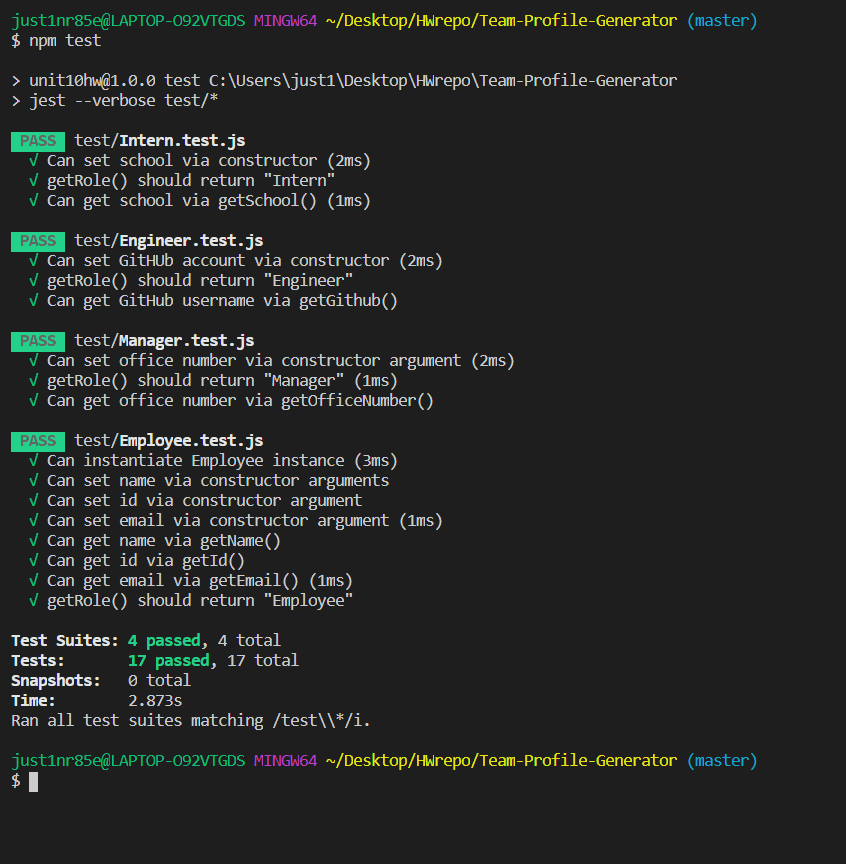 just1nr85e@LAPTOP-O92VTGDS MINGW64 ~/Desktop/HWrepo/Team-Profile-Generator (master)
$ npm test
> unit10hw@1.0.0 test C:\Users\just1\Desktop\HWrepo\Team-Profile-Generator
> jest --verbose test/*
PASS test/Intern.test.js
√ Can set school via constructor (2ms)
√ getRole() should return "Intern"
√ Can get school via getSchool() (1ms)
PASS test/Engineer.test.js
√ Can set GitHUb account via constructor (2ms)
√ getRole() should return "Engineer"
√ Can get GitHub username via getGithub()
PASS test/Manager.test.js
√ Can set office number via constructor argument (2ms)
√ getRole() should return "Manager" (1ms)
√ Can get office number via getOfficeNumber()
PASS test/Employee.test.js
√ Can instantiate Employee instance (3ms)
√ Can set name via constructor arguments
√ Can set id via constructor argument
√ Can set email via constructor argument (1ms)
√ Can get name via getName()
√ Can get id via getId()
√ Can get email via getEmail() (1ms)
√ getRole() should return "Employee"
Test Suites: 4 passed, 4 total
Tests: 17 passed, 17 total
Snapshots: 0 total
Time: 2.873s
Ran all test suites matching /test\\*/i.
just1nr85e@LAPTOP-O92VTGDS MINGW64 ~/Desktop/HWrepo/Team-Profile-Generator (master)
$